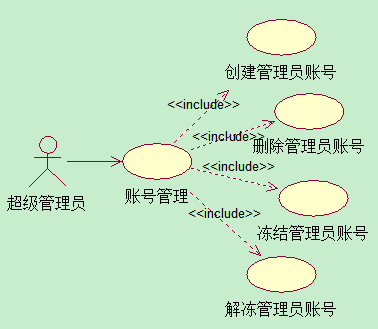 创建管理员账号
<<include>>
<<include>>
删除管理员账号
<<include>>
超级管理员
账号管理
<<include>>
冻结管理员账号
解冻管理员账号